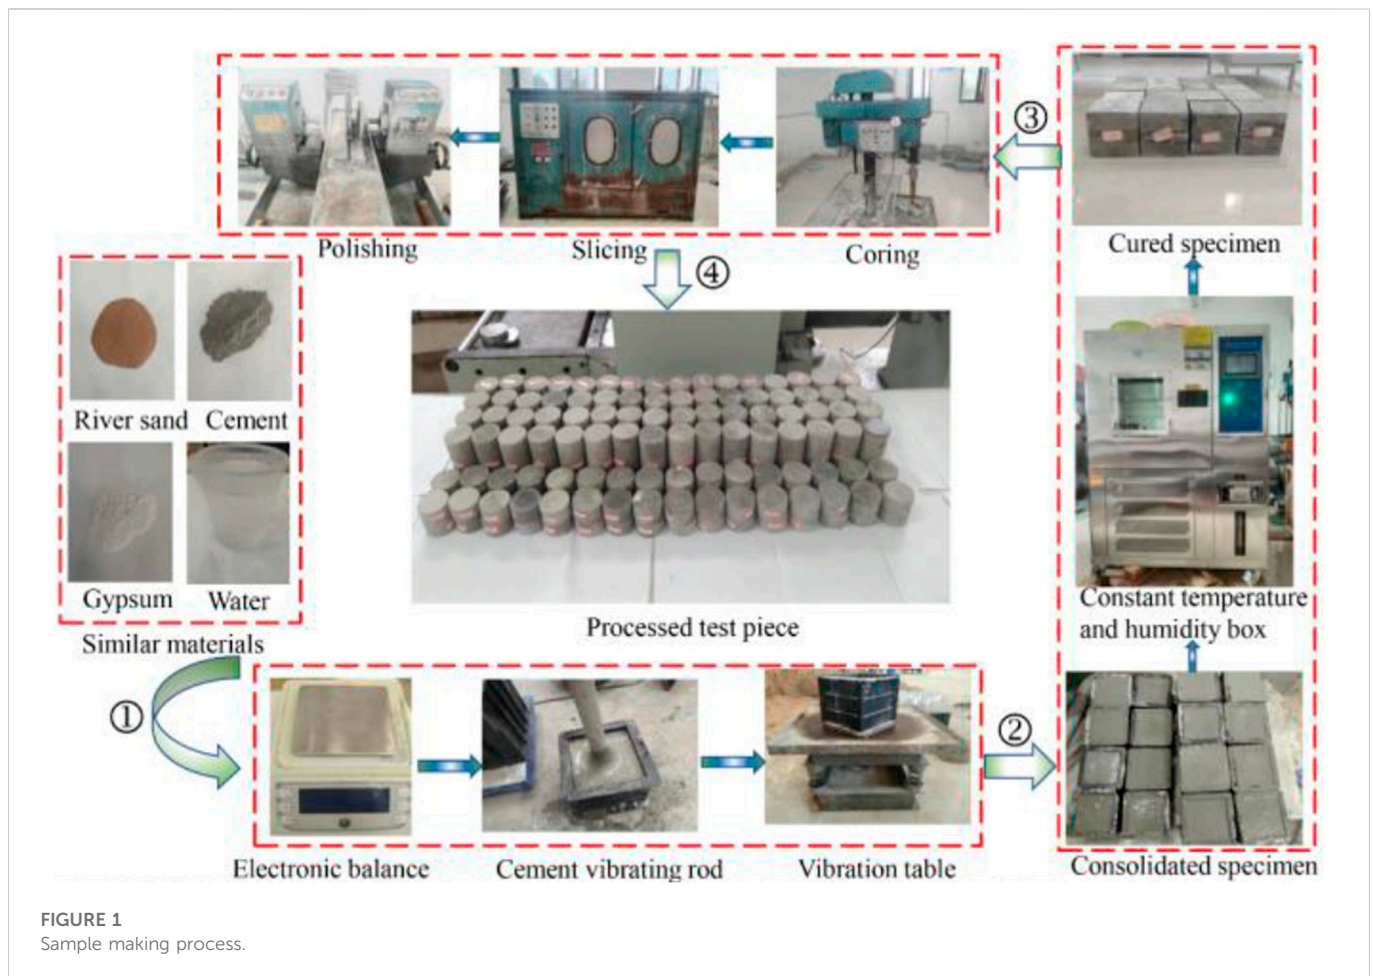 ③
Polishing
Slicing
Coring
Cured specimen
④
River sand
Cement
Gypsum
Water
Constant temperature
and humidity box
Processed test piece
Similar materials
①
②
Electronic balance
Cement vibrating rod
Vibration table
Consolidated specimen
FIGURE 1
Sample making process.